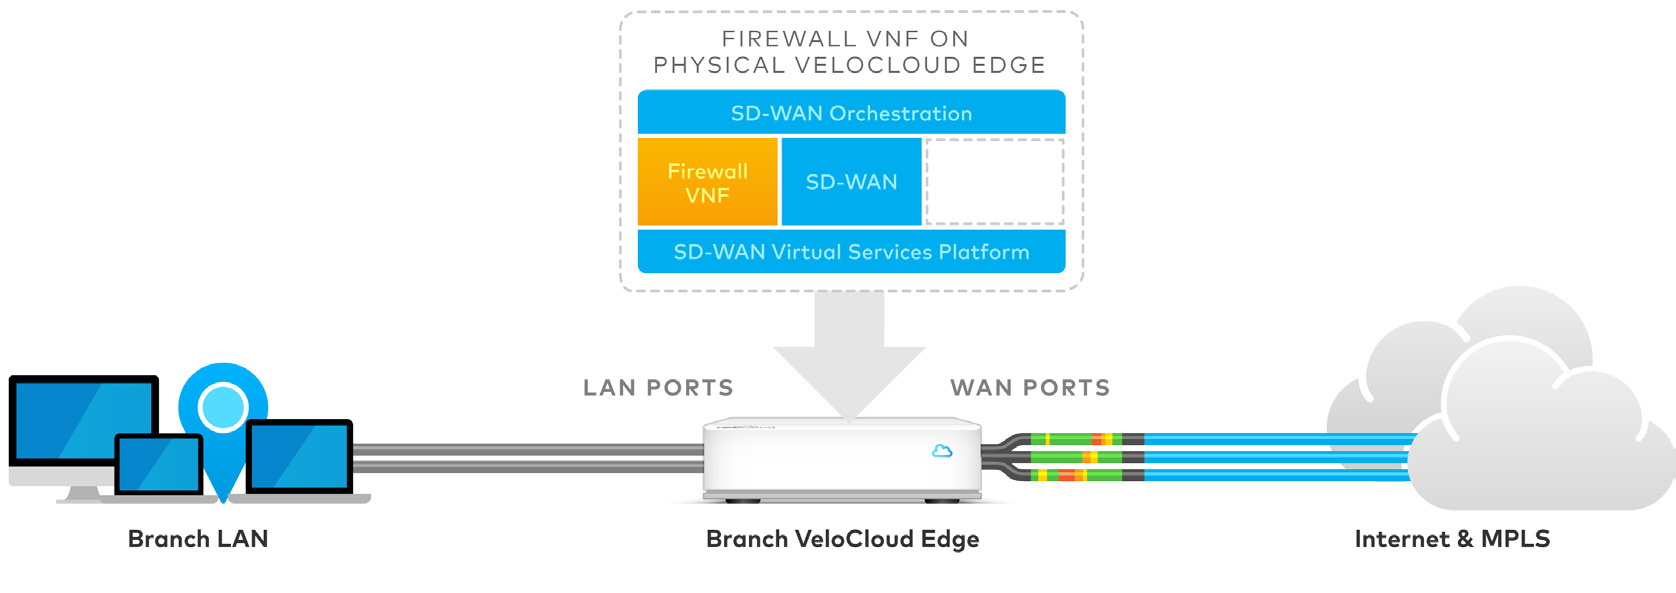 FIREWALL VNF ON
PHYSICAL VELOCLOUD EDGE
SD-WAN Orchestration
Firewall
VNF
SD-WAN
SD-WAN Virtual Services Platform
LAN PORTS
WAN PORTS
Branch LAN
Branch VeloCloud Edge
Internet & MPLS